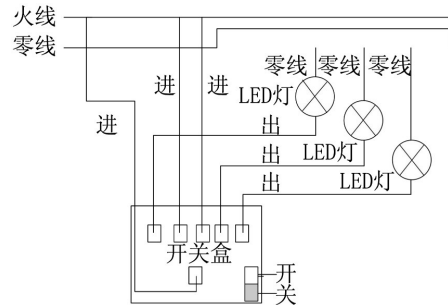 火线
零线
零线 零线 零线
进 进
LED灯
进
出
出 LED灯
出 LED灯
开关盒
开
关